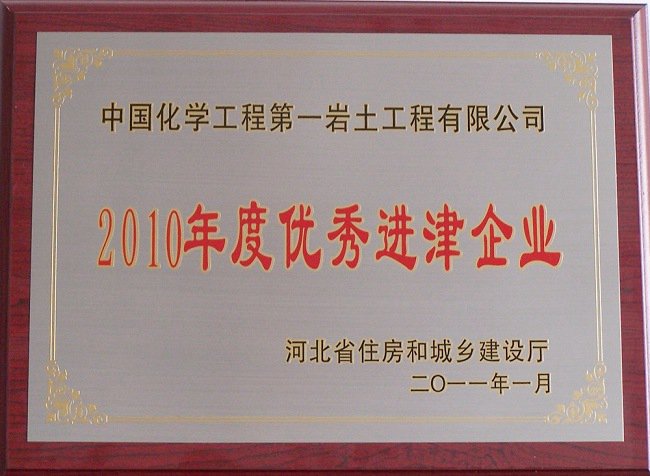 中国化学工程第一岩土工程有限公司
2010年度优秀进津企业
河北省住房和城乡建设厅
二〇一一年一月